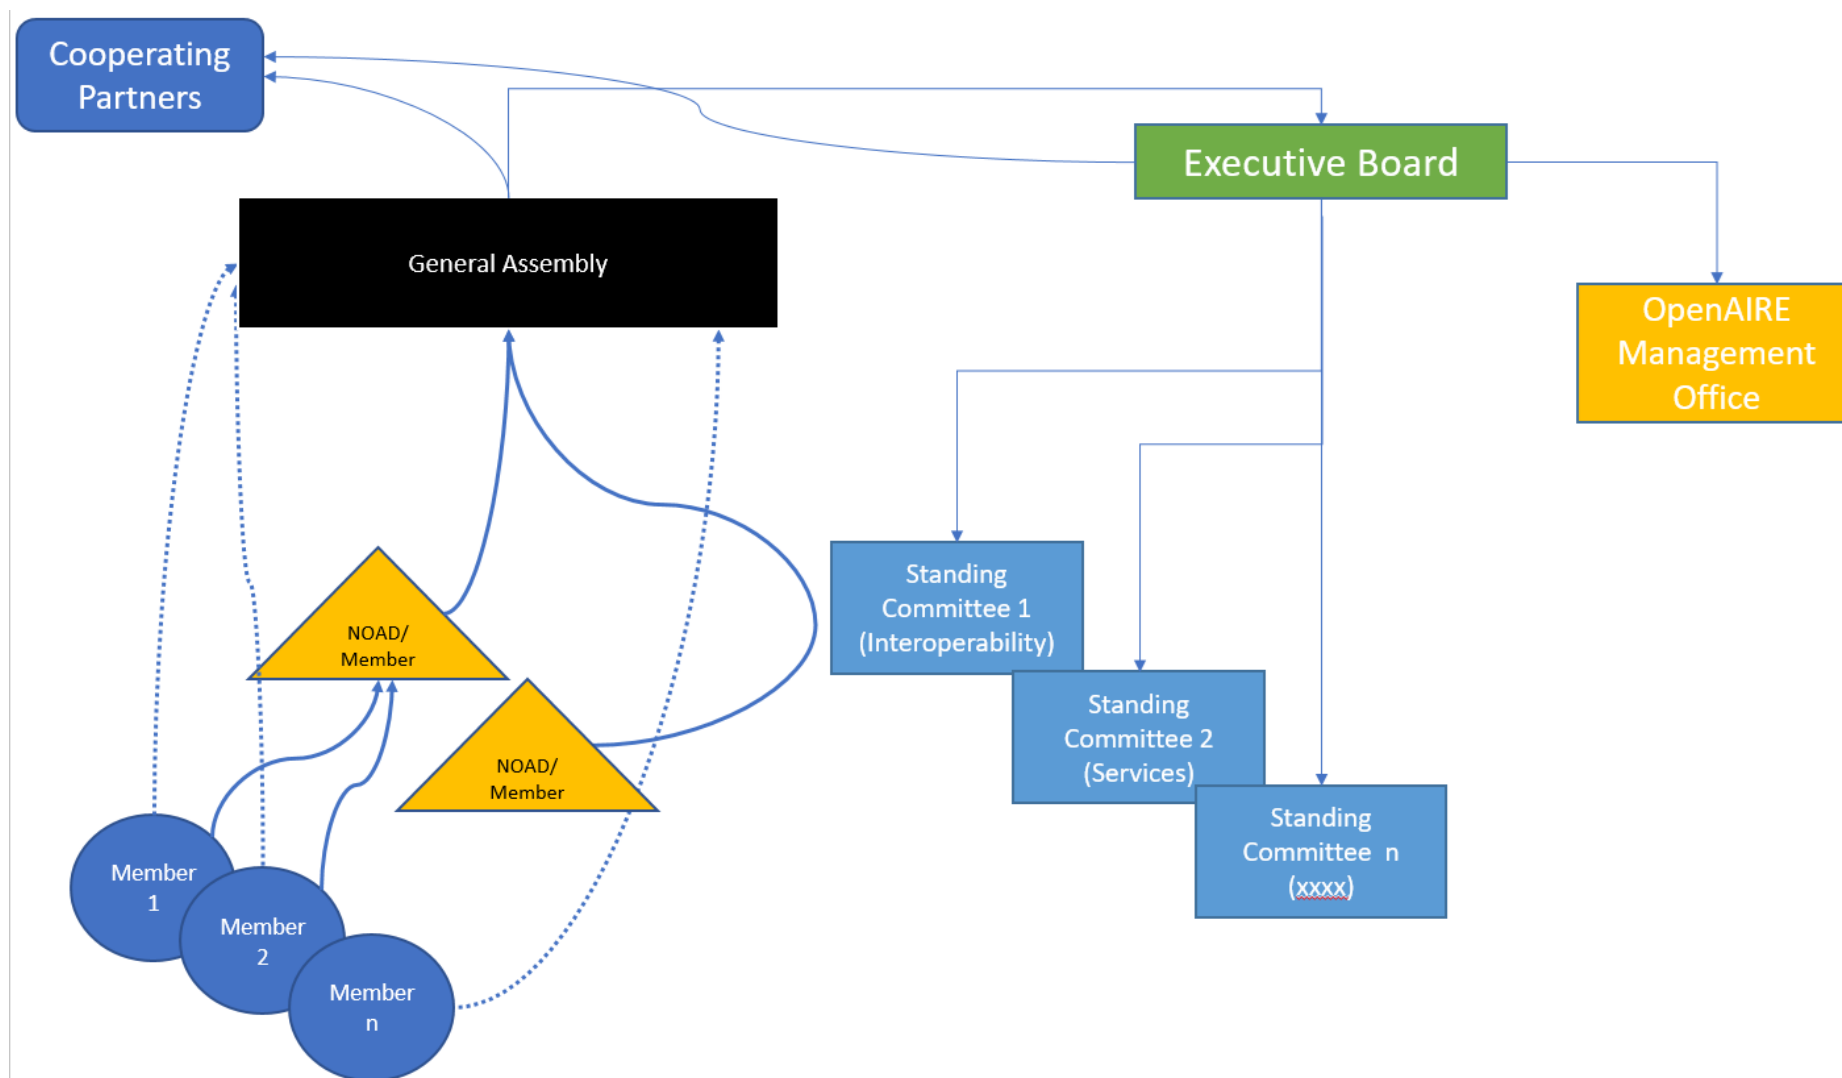 Cooperating
Partners
Executive Board
General Assembly
OpenAIRE
Management
Office
Standing
Committee 1
(Interoperability)
NOAD/
Member
Standing
Committee 2
(Services)
NOAD/
Member
Standing
Committee n
(xxxx)
Member
1
Member
2
Member
n